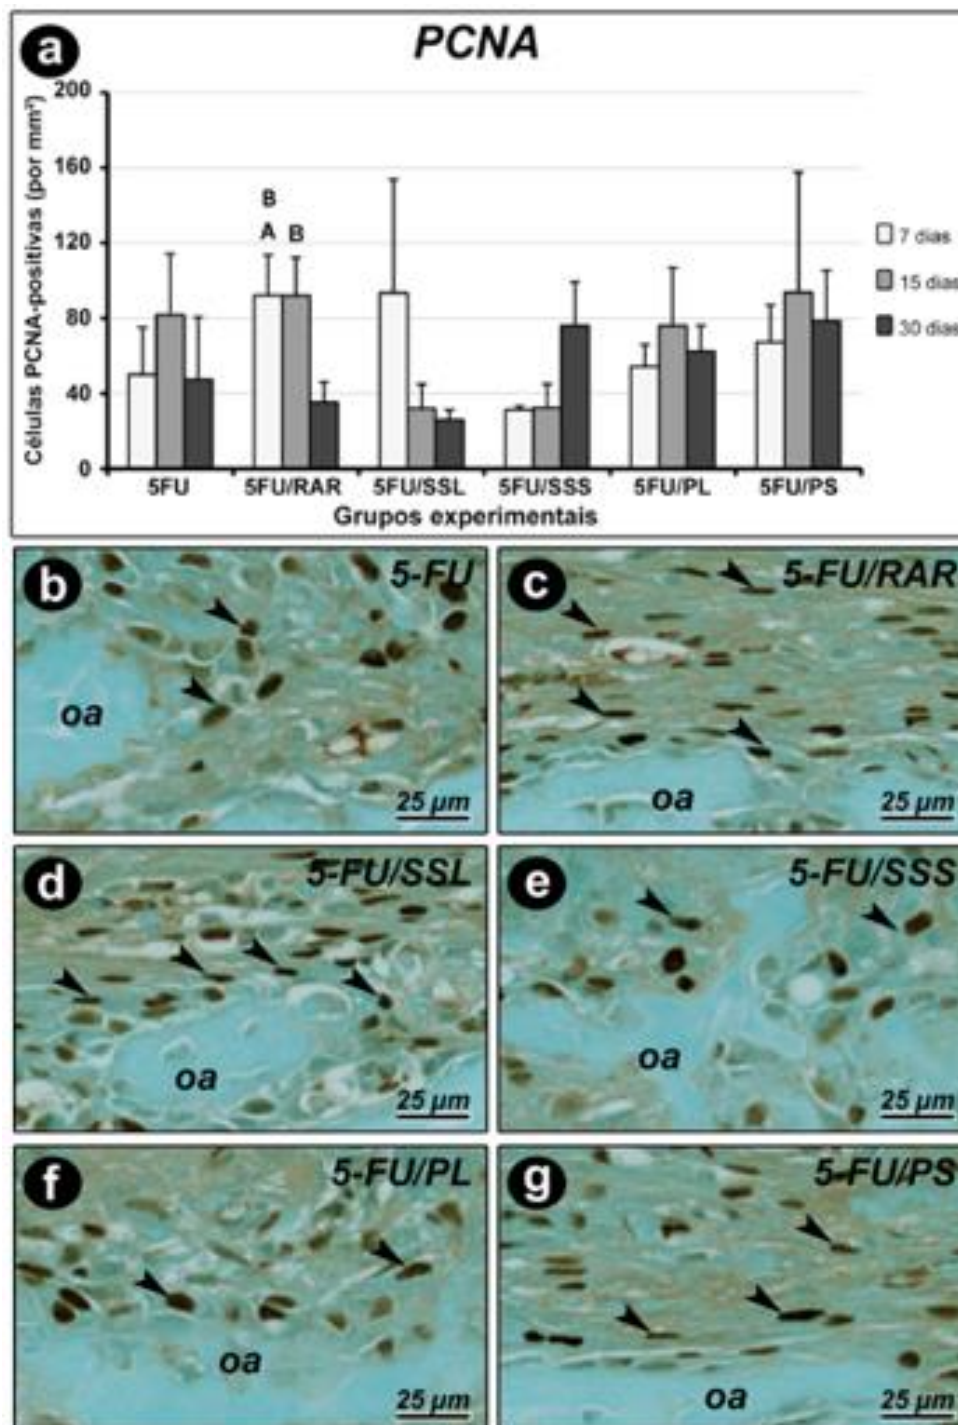 a
PCNA
Células PCNA-positivas (por mm²)
200
160
120
80
40
0
B
A B
7 dias
15 dias
30 dias
5FU 5FU/RAR 5FU/SSL 5FU/SSS 5FU/PL 5FU/PS
Grupos experimentais
b 5-FU
oa
25 µm
c 5-FU/RAR
oa
25 µm
d 5-FU/SSL
oa
25 µm
e 5-FU/SSS
oa
25 µm
f 5-FU/PL
oa
25 µm
g 5-FU/PS
oa
25 µm